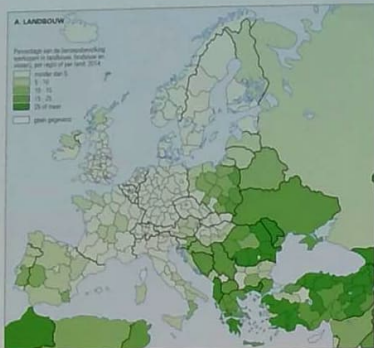 A. LANDBOUW
Percentage van de beroepsbevolking
werkzaam in landbouw, bosbouw en
visserij, per regio of per land, 2014
minder dan 5
5 - 10
10 - 15
15 - 25
25 of meer
geen gegevens